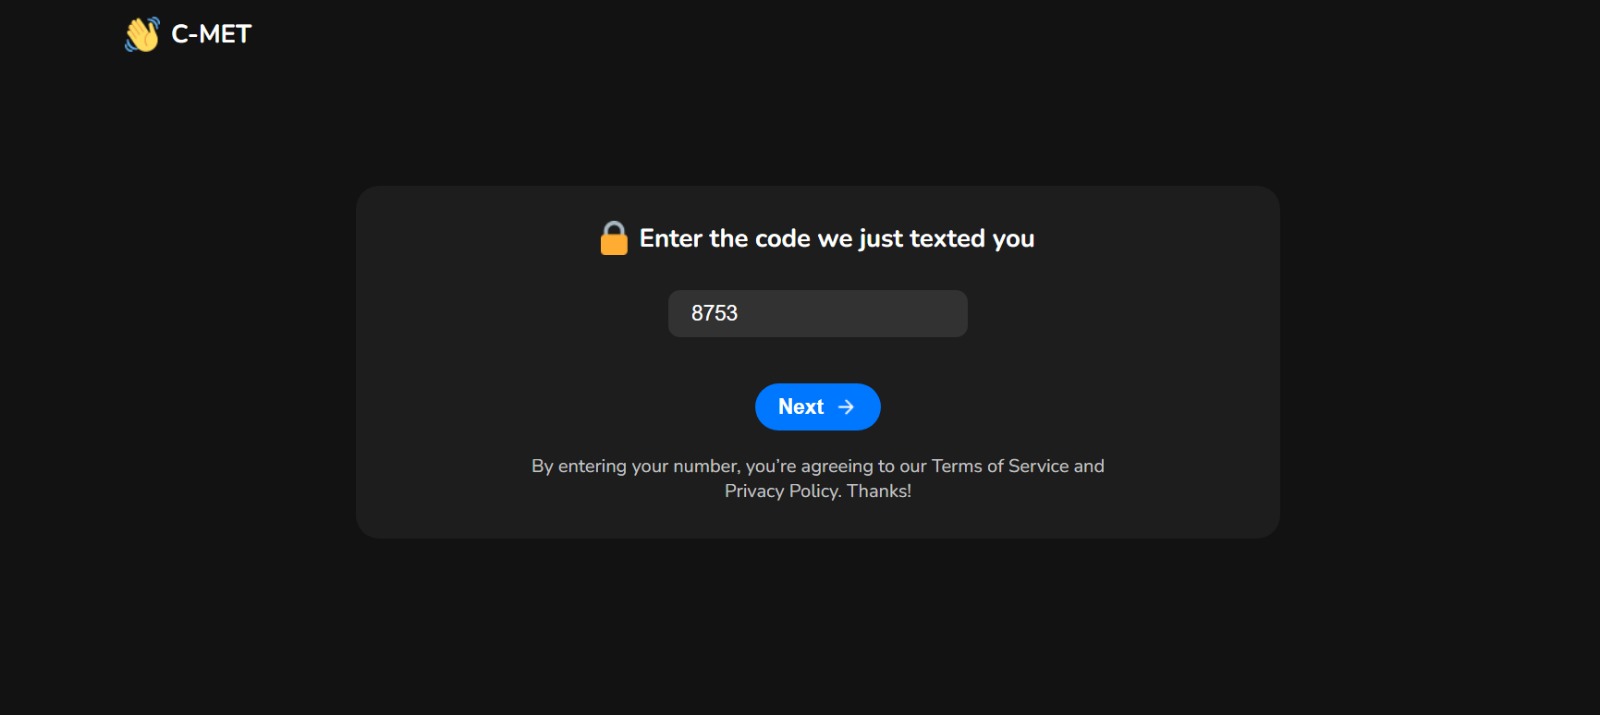 C-MET
Enter the code we just texted you
8753
Next
By entering your number, you’re agreeing to our Terms of Service and
Privacy Policy. Thanks!